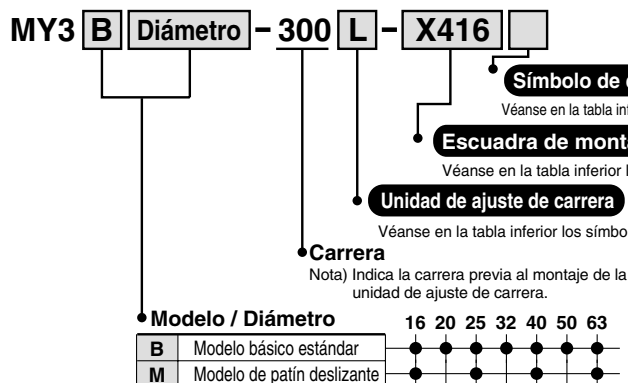 MY3 B Diámetro - 300 L - X416
Símbolo de
Véanse en la tabla
Escuadra de
Véanse en la tabla inferior
Unidad de ajuste de carrera
Véanse en la tabla inferior los
Carrera
Nota) Indica la carrera previa al montaje de la
unidad de ajuste de carrera.
Modelo / Diámetro 16 20 25 32 40 50 63
B Modelo básico estándar
M Modelo de patín deslizante